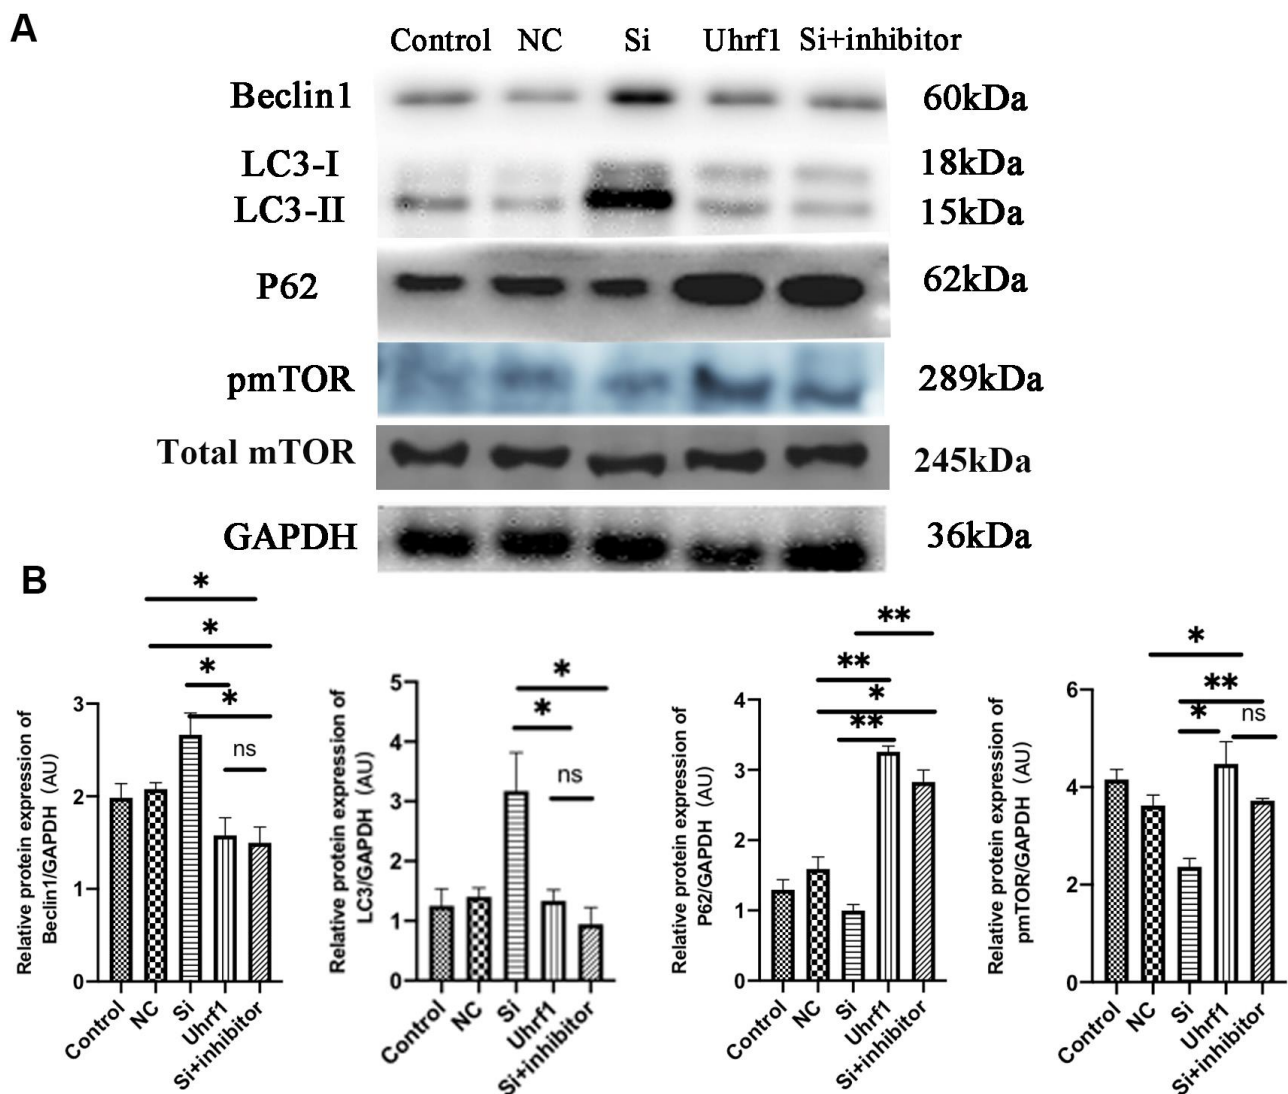 A
Control NC Si Uhrf1 Si+inhibitor
Beclin1 60kDa
LC3-I 18kDa
LC3-II 15kDa
P62 62kDa
pmTOR 289kDa
Total mTOR 245kDa
GAPDH 36kDa
B
Relative protein expression of
Beclin1/GAPDH (AU)
3
2
1
0
*
*
*
*
ns
Control
NC
Si
Uhrf1
Si+inhibitor
Relative protein expression of
LC3/GAPDH (AU)
5
4
3
2
1
0
*
*
ns
Control
NC
Si
Uhrf1
Si+inhibitor
Relative protein expression of
P62/GAPDH (AU)
4
3
2
1
0
**
**
*
**
Control
NC
Si
Uhrf1
Si+inhibitor
Relative protein expression of
pmTOR/GAPDH (AU)
6
4
2
0
*
**
*
ns
Control
NC
Si
Uhrf1
Si+inhibitor